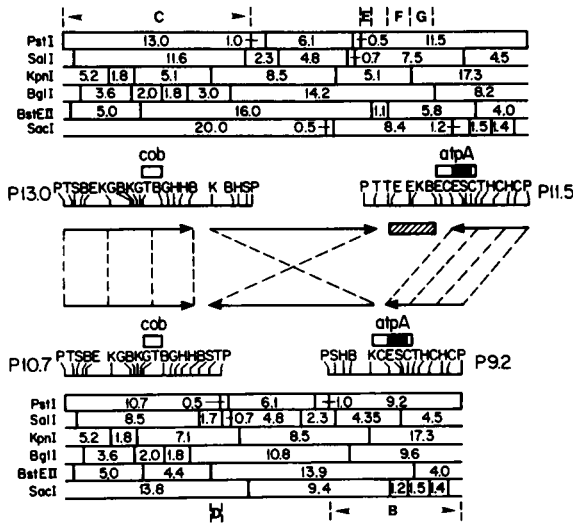 C E F G
PstI 13.0 1.0 6.1 0.5 11.5
SalI 11.6 2.3 4.8 0.7 7.5 4.5
KpnI 5.2 1.8 5.1 8.5 5.1 17.3
BglI 3.6 2.0 1.8 3.0 14.2 8.2
BstEII 5.0 16.0 1.1 5.8 4.0
SacI 20.0 0.5 8.4 1.2 1.5 1.4
cob atpA
P13.0 PTSBEKGBKGTBGHHB K BHSP PTTEEKBECESCTHCHCP P11.5
cob atpA
P10.7 PTSBE KGBKGTBGHHBSTP PSHB KCESCTHCHCP P9.2
PstI 10.7 0.5 6.1 1.0 9.2
SalI 8.5 1.7 0.7 4.8 2.3 4.35 4.5
KpnI 5.2 1.8 7.1 8.5 17.3
BglI 3.6 2.0 1.8 10.8 9.6
BstEII 5.0 4.4 13.9 4.0
SacI 13.8 9.4 1.2 1.5 1.4
D B